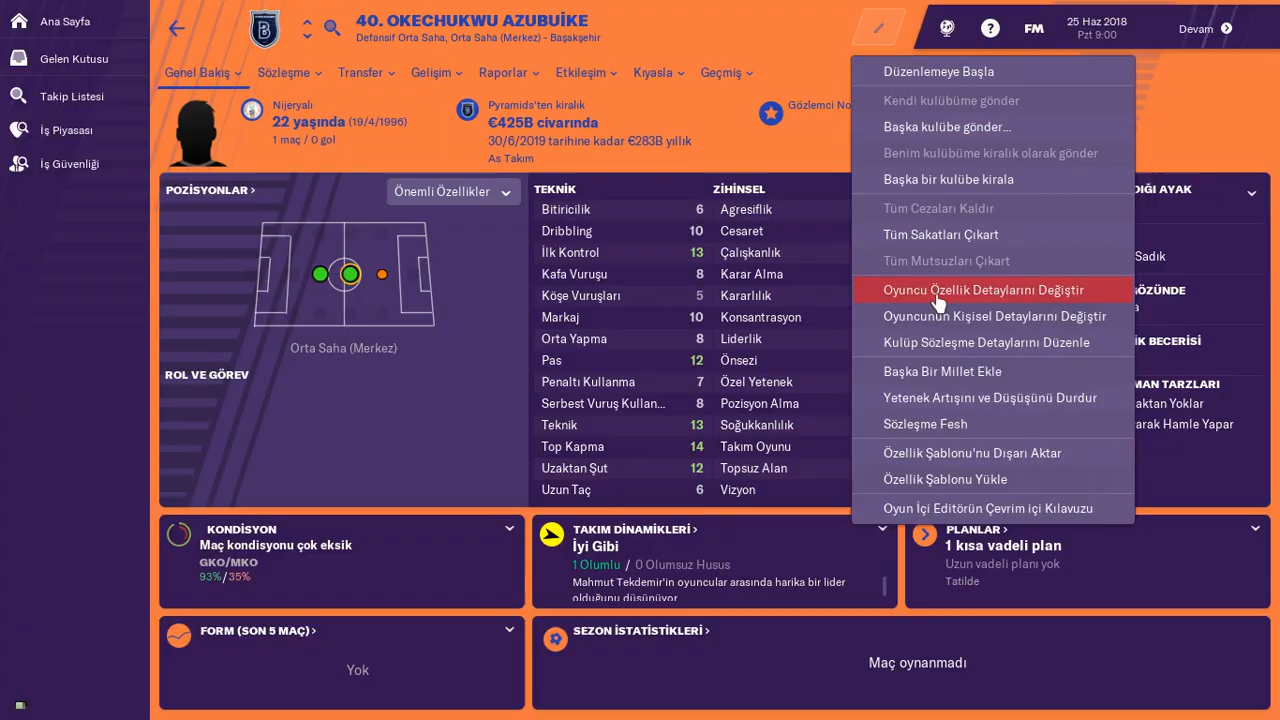 Ana Sayfa
Gelen Kutusu
Takip Listesi
İş Piyasası
İş Güvenliği
40. OKECHUKWU AZUBUİKE
Defansif Orta Saha, Orta Saha (Merkez) - Başakşehir
FM
25 Haz 2018
Pzt 9:00
Devam
Genel Bakış
Sözleşme
Transfer
Gelişim
Raporlar
Etkileşim
Kıyasla
Geçmiş
Nijeryalı
22 yaşında (19/4/1996)
1 maç / 0 gol
Pyramids'ten kiralık
€425B civarında
30/6/2019 tarihine kadar €283B yıllık
As Takım
Gözlemci No
Düzenlemeye Başla
Kendi kulübüme gönder
Başka kulübe gönder...
Benim kulübüme kiralık olarak gönder
Başka bir kulübe kirala
Tüm Cezaları Kaldır
Tüm Sakatları Çıkart
Tüm Mutsuzları Çıkart
Oyuncu Özellik Detaylarını Değiştir
Oyuncunun Kişisel Detaylarını Değiştir
Kulüp Sözleşme Detaylarını Düzenle
Başka Bir Millet Ekle
Yetenek Artışını ve Düşüşünü Durdur
Sözleşme Fesh
Özellik Şablonu'nu Dışarı Aktar
Özellik Şablonu Yükle
Oyun İçi Editörün Çevrim içi Kılavuzu
POZİSYONLAR
Önemli Özellikler
Orta Saha (Merkez)
ROL VE GÖREV
TEKNİK
Bitiricilik 6
Dribbling 10
İlk Kontrol 13
Kafa Vuruşu 8
Köşe Vuruşları 5
Markaj 10
Orta Yapma 8
Pas 12
Penaltı Kullanma 7
Serbest Vuruş Kullan... 8
Teknik 13
Top Kapma 14
Uzaktan Şut 12
Uzun Taç 6
ZİHİNSEL
Agresiflik
Cesaret
Çalışkanlık
Karar Alma
Kararlılık
Konsantrasyon
Liderlik
Önsezi
Özel Yetenek
Pozisyon Alma
Soğukkanlılık
Takım Oyunu
Topsuz Alan
Vizyon
DIĞI AYAK
Sadık
GÖZÜNDE
a
İK BECERİSİ
MAN TARZLARI
aktan Yoklar
arak Hamle Yapar
KONDİSYON
Maç kondisyonu çok eksik
GKO/MKO
93%/35%
TAKIM DİNAMİKLERİ
İyi Gibi
1 Olumlu / 0 Olumsuz Husus
Mahmut Tekdemir'in oyuncular arasında harika bir lider
olduğunu düşünüyor
PLANLAR
1 kısa vadeli plan
Uzun vadeli planı yok
Tatilde
FORM (SON 5 MAÇ)
Yok
SEZON İSTATİSTİKLERİ
Maç oynanmadı